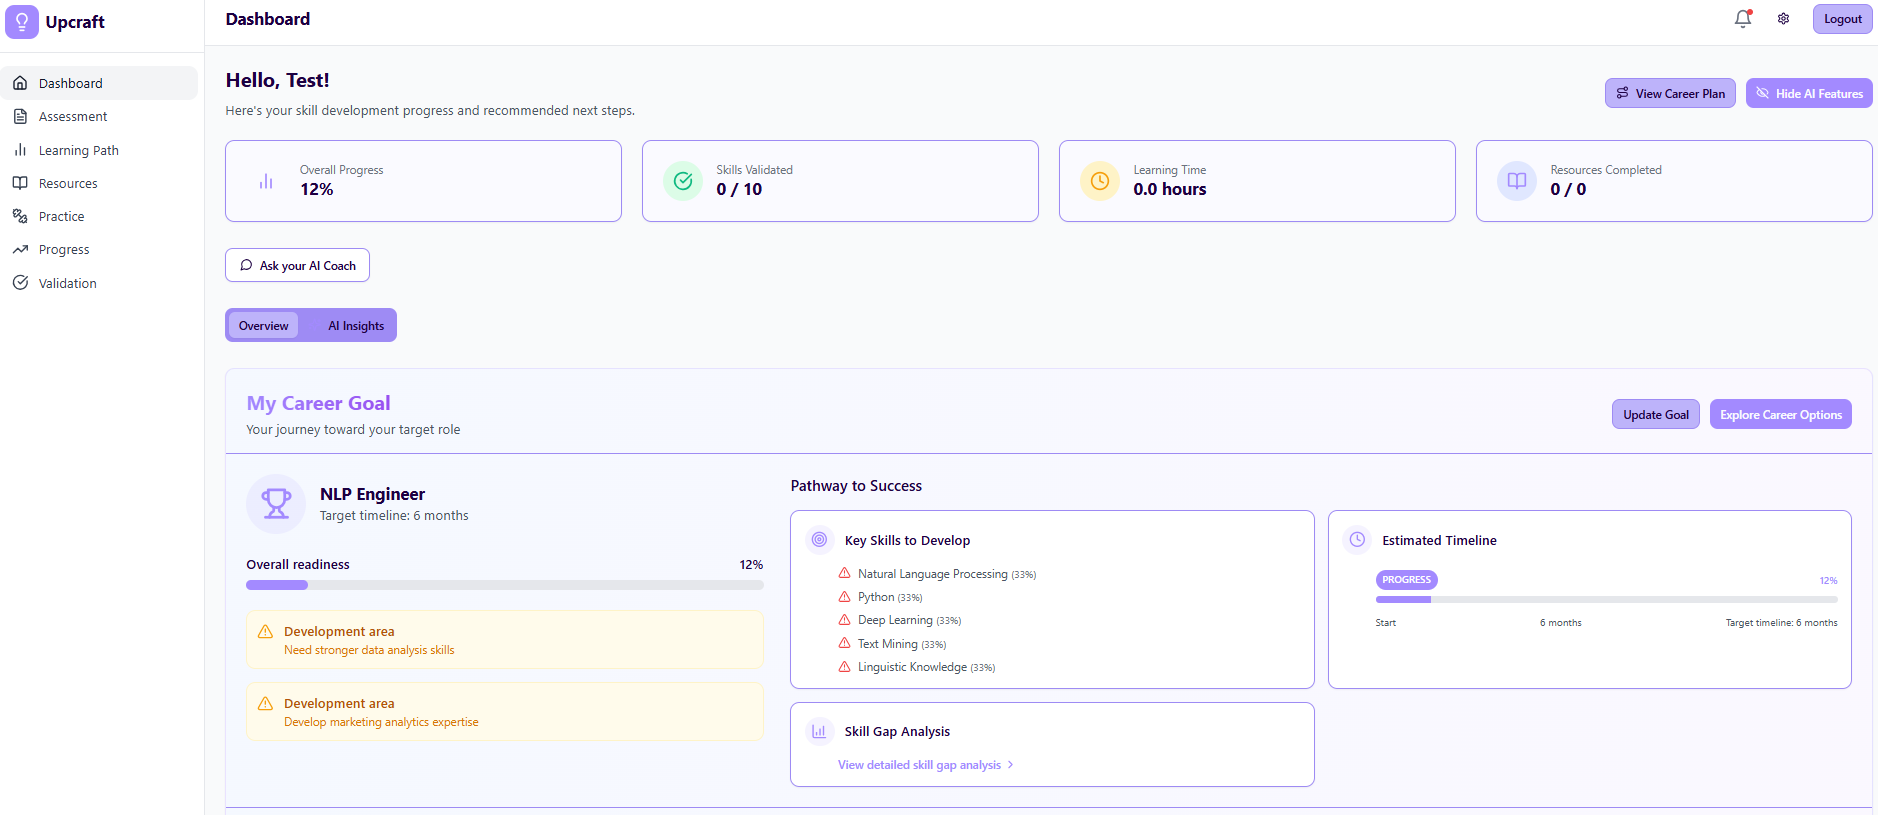 Upcraft
Dashboard
Logout
Dashboard
Assessment
Learning Path
Resources
Practice
Progress
Validation
Hello, Test!
Here's your skill development progress and recommended next steps.
View Career Plan
Hide AI Features
Overall Progress
12%
Skills Validated
0 / 10
Learning Time
0.0 hours
Resources Completed
0 / 0
Ask your AI Coach
Overview
AI Insights
My Career Goal
Your journey toward your target role
Update Goal
Explore Career Options
NLP Engineer
Target timeline: 6 months
Overall readiness 12%
Development area
Need stronger data analysis skills
Development area
Develop marketing analytics expertise
Pathway to Success
Key Skills to Develop
Natural Language Processing (33%)
Python (33%)
Deep Learning (33%)
Text Mining (33%)
Linguistic Knowledge (33%)
Estimated Timeline
PROGRESS 12%
Start 6 months Target timeline: 6 months
Skill Gap Analysis
View detailed skill gap analysis